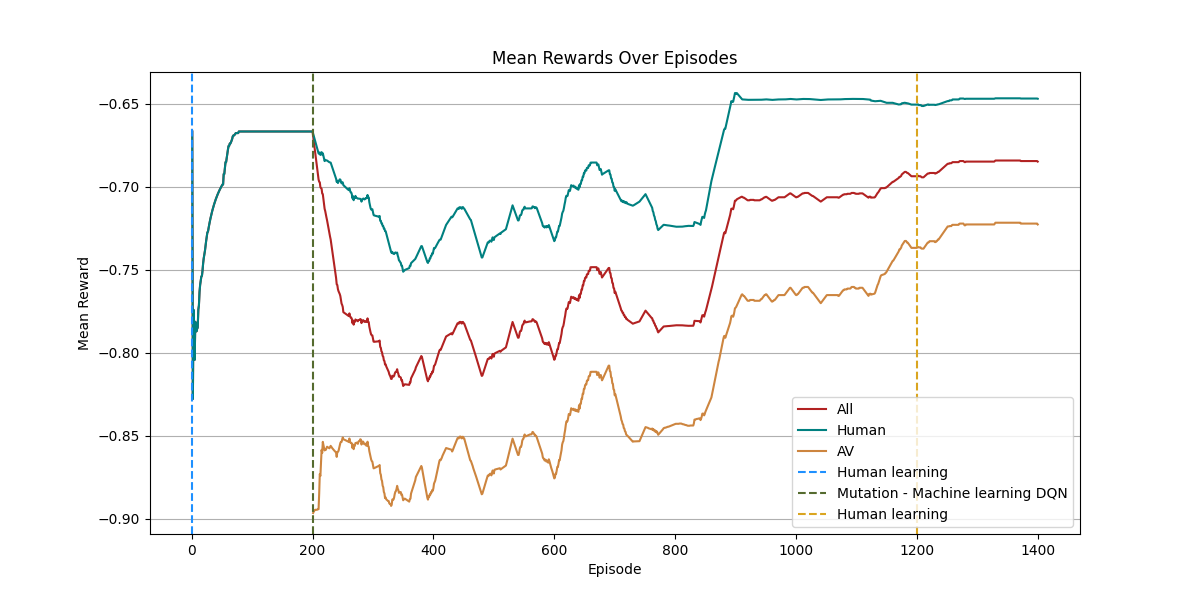 Mean Rewards Over Episodes
Mean Reward
−0.65
−0.70
−0.75
−0.80
−0.85
−0.90
0 200 400 600 800 1000 1200 1400
Episode
All
Human
AV
Human learning
Mutation - Machine learning DQN
Human learning